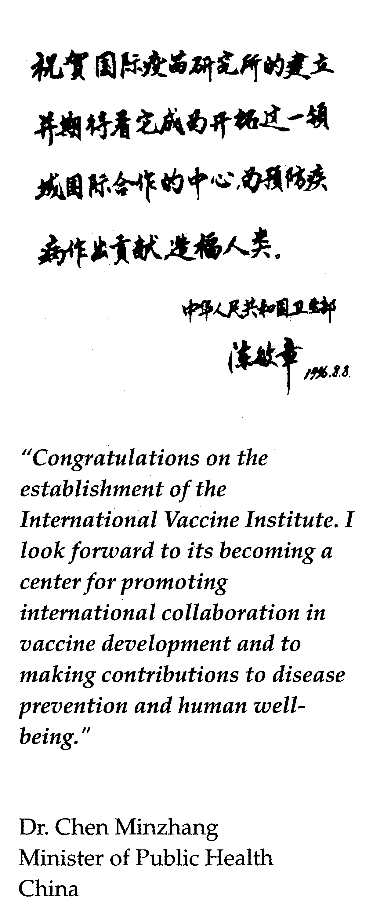 祝贺国际疫苗研究所的建立
并期待着完成为开拓这一领
域国际合作的中心,为预防疾
病作出贡献,造福人类。
中华人民共和国卫生部
陈敏章 1996.8.8.
“Congratulations on the
establishment of the
International Vaccine Institute. I
look forward to its becoming a
center for promoting
international collaboration in
vaccine development and to
making contributions to disease
prevention and human well-
being.”
Dr. Chen Minzhang
Minister of Public Health
China